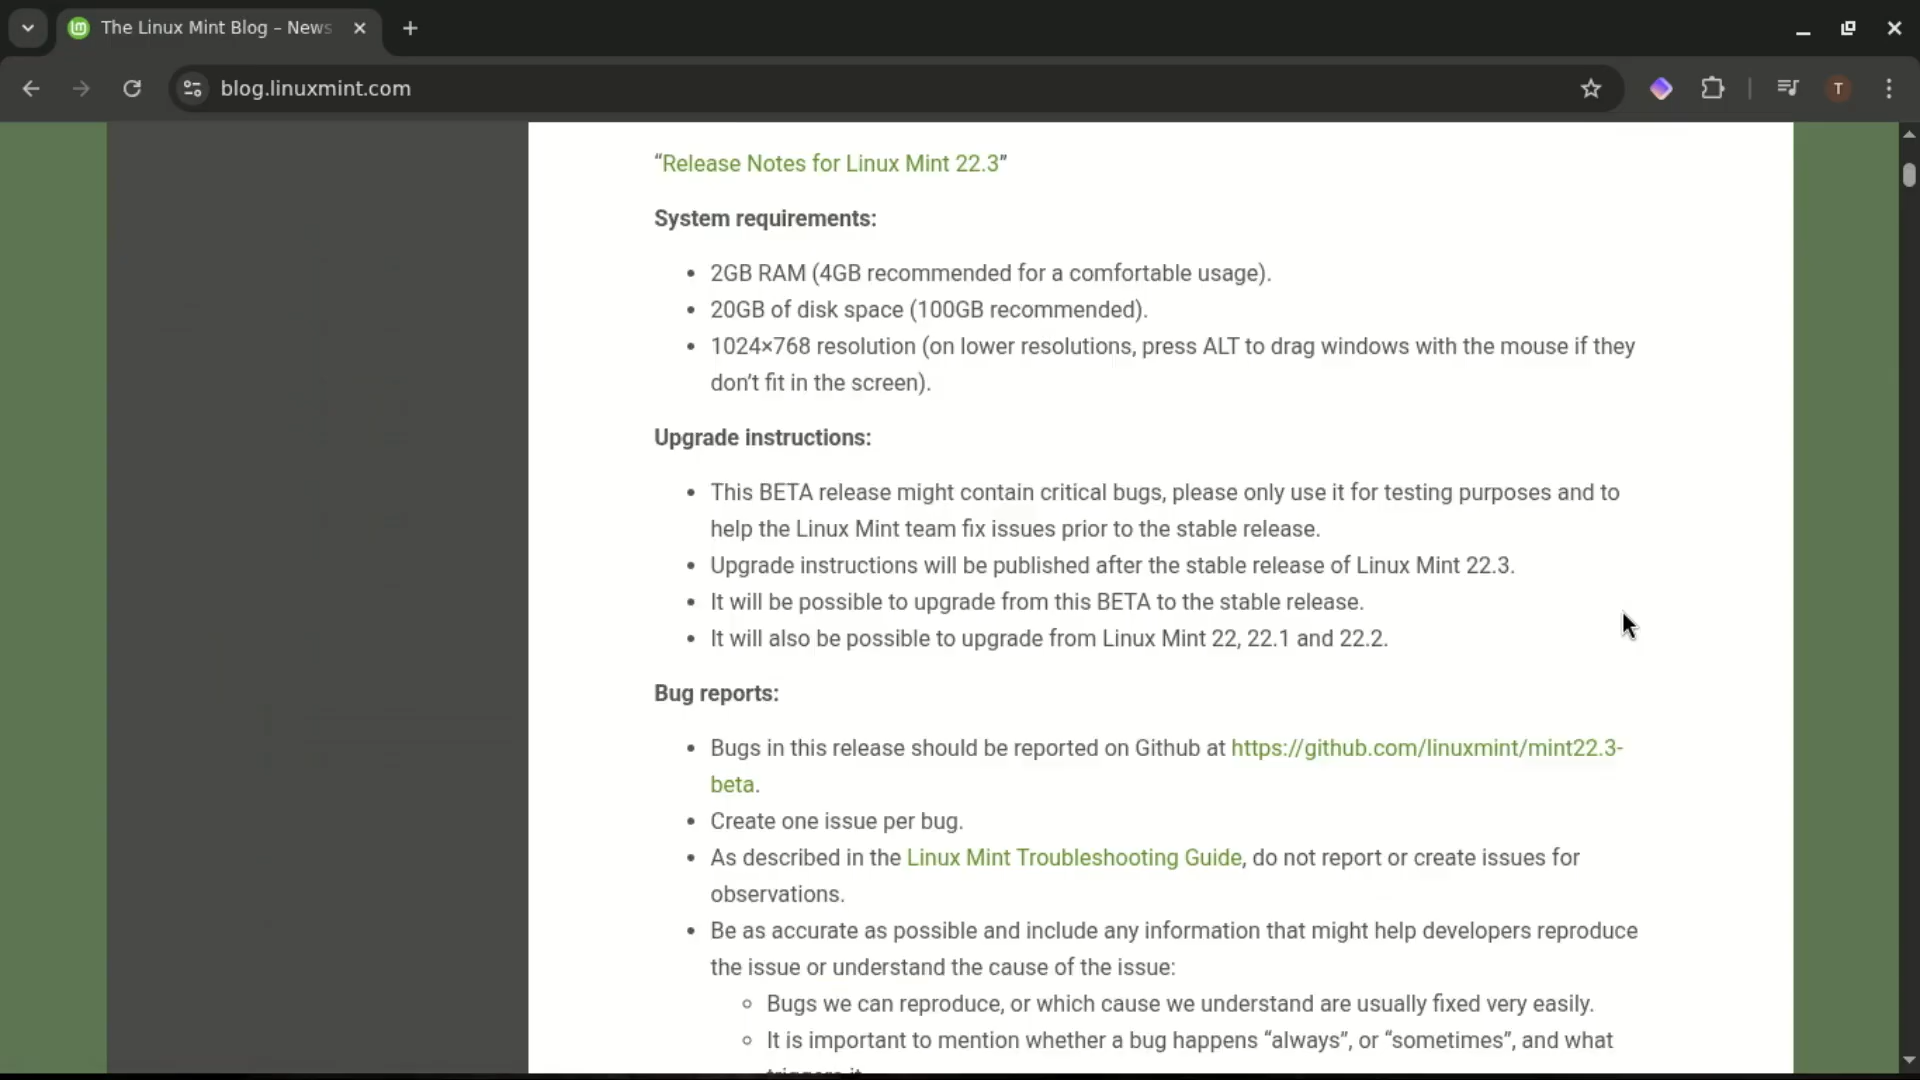 The Linux Mint Blog – News
blog.linuxmint.com
T
“Release Notes for Linux Mint 22.3”
System requirements:
• 2GB RAM (4GB recommended for a comfortable usage).
• 20GB of disk space (100GB recommended).
• 1024×768 resolution (on lower resolutions, press ALT to drag windows with the mouse if they
don’t fit in the screen).
Upgrade instructions:
• This BETA release might contain critical bugs, please only use it for testing purposes and to
help the Linux Mint team fix issues prior to the stable release.
• Upgrade instructions will be published after the stable release of Linux Mint 22.3.
• It will be possible to upgrade from this BETA to the stable release.
• It will also be possible to upgrade from Linux Mint 22, 22.1 and 22.2.
Bug reports:
• Bugs in this release should be reported on Github at https://github.com/linuxmint/mint22.3-
beta.
• Create one issue per bug.
• As described in the Linux Mint Troubleshooting Guide, do not report or create issues for
observations.
• Be as accurate as possible and include any information that might help developers reproduce
the issue or understand the cause of the issue:
◦ Bugs we can reproduce, or which cause we understand are usually fixed very easily.
◦ It is important to mention whether a bug happens “always”, or “sometimes”, and what
triggers it